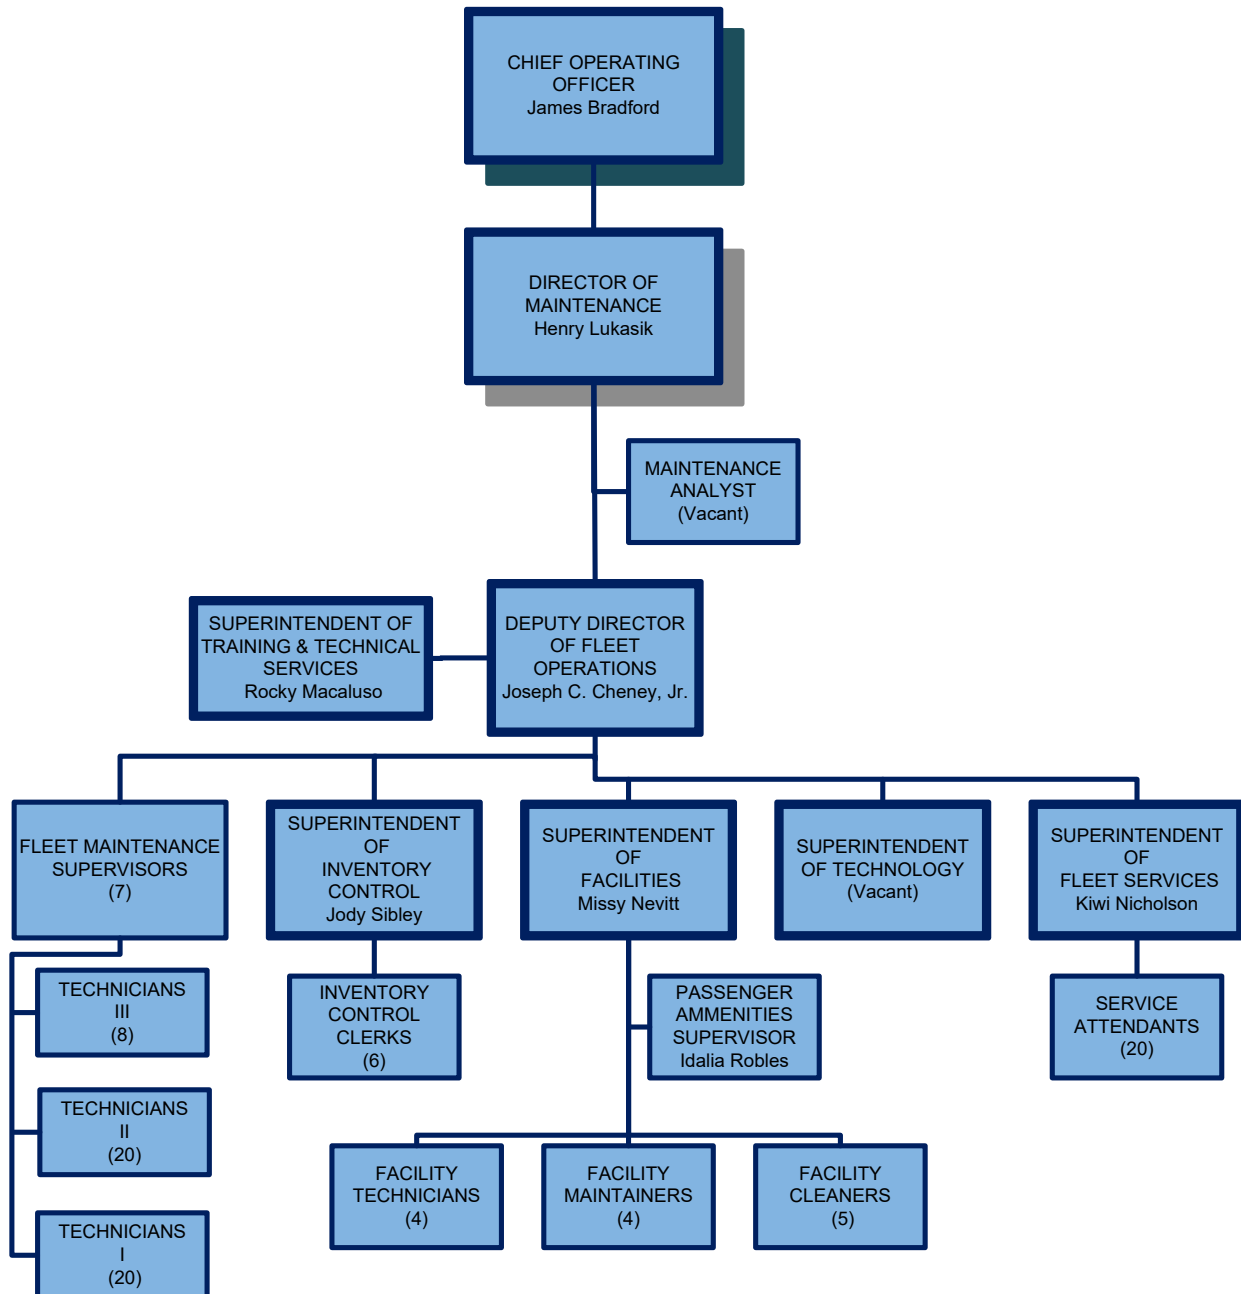 CHIEF OPERATING
OFFICER
James Bradford
DIRECTOR OF
MAINTENANCE
Henry Lukasik
MAINTENANCE
ANALYST
(Vacant)
SUPERINTENDENT OF
TRAINING & TECHNICAL
SERVICES
Rocky Macaluso
DEPUTY DIRECTOR
OF FLEET
OPERATIONS
Joseph C. Cheney, Jr.
FLEET MAINTENANCE
SUPERVISORS
(7)
SUPERINTENDENT
OF
INVENTORY
CONTROL
Jody Sibley
SUPERINTENDENT
OF
FACILITIES
Missy Nevitt
SUPERINTENDENT
OF TECHNOLOGY
(Vacant)
SUPERINTENDENT
OF
FLEET SERVICES
Kiwi Nicholson
TECHNICIANS
III
(8)
INVENTORY
CONTROL
CLERKS
(6)
PASSENGER
AMMENITIES
SUPERVISOR
Idalia Robles
SERVICE
ATTENDANTS
(20)
TECHNICIANS
II
(20)
FACILITY
TECHNICIANS
(4)
FACILITY
MAINTAINERS
(4)
FACILITY
CLEANERS
(5)
TECHNICIANS
I
(20)